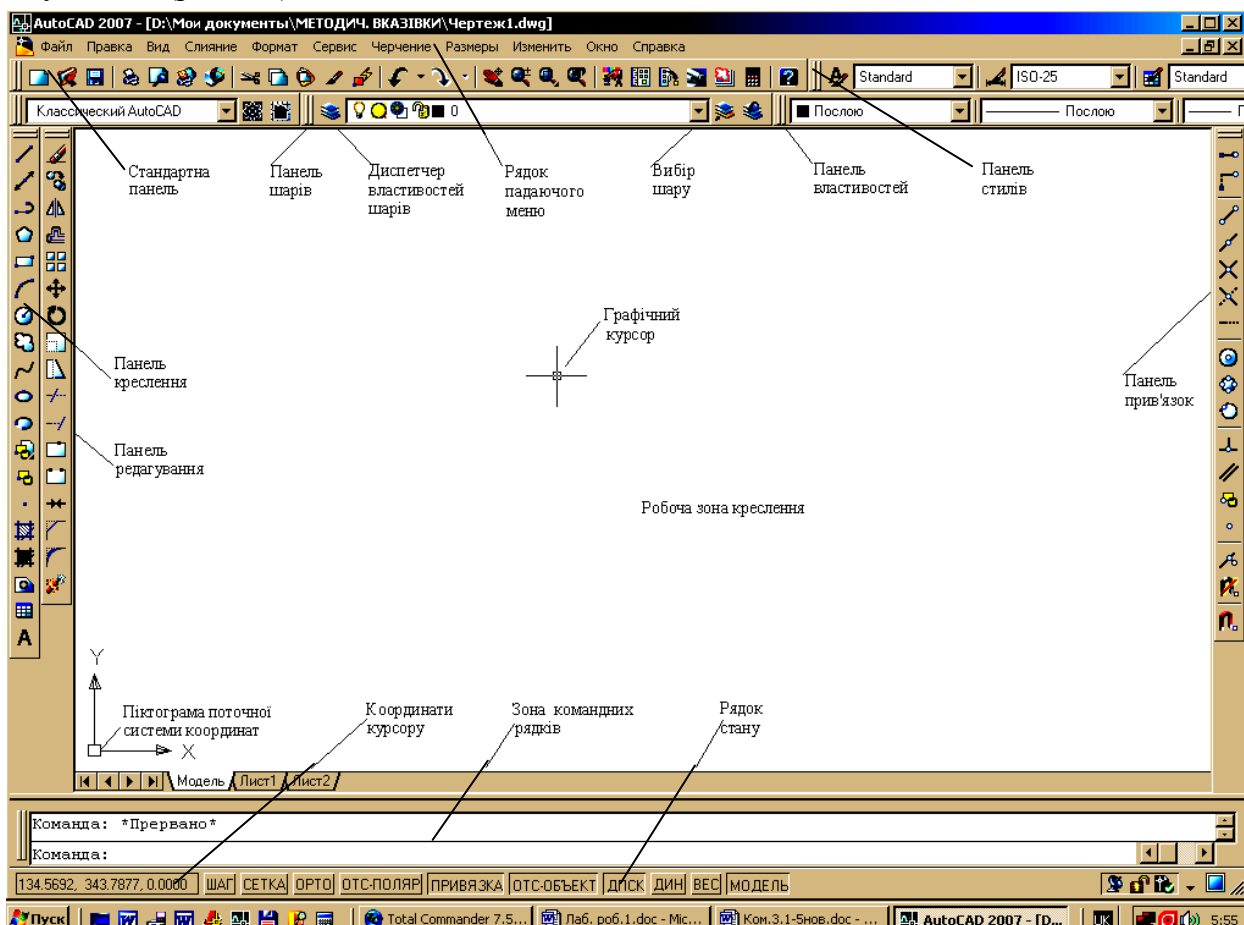 AutoCAD 2007 - [D:\Мои документы\МЕТОДИЧ. ВКАЗІВКИ\Чертеж1.dwg]
Файл Правка Вид Слияние Формат Сервис Черчение Размеры Изменить Окно Справка
Standard ISO-25 Standard
Классический AutoCAD 0 Послою Послою
Стандартна
панель
Панель
шарів
Диспетчер
властивостей
шарів
Рядок
падаючого
меню
Вибір
шару
Панель
властивостей
Панель
стилів
Графічний
курсор
Панель
креслення
Панель
прив'язок
Панель
редагування
Робоча зона креслення
A
Y
Піктограма поточної
системи координат
X
Координати
курсору
Зона командних
рядків
Рядок
стану
Модель Лист1 Лист2
Команда: *Прервано*
Команда:
134.5692, 343.7877, 0.0000 ШАГ СЕТКА ОРТО ОТС-ПОЛЯР ПРИВЯЗКА ОТС-ОБЪЕКТ ДПСК ДИН ВЕС МОДЕЛЬ
Пуск Total Commander 7.5... Лаб. роб.1.doc - Mic... Ком.3.1-5нов.doc - ... AutoCAD 2007 - [D... UK 5:55